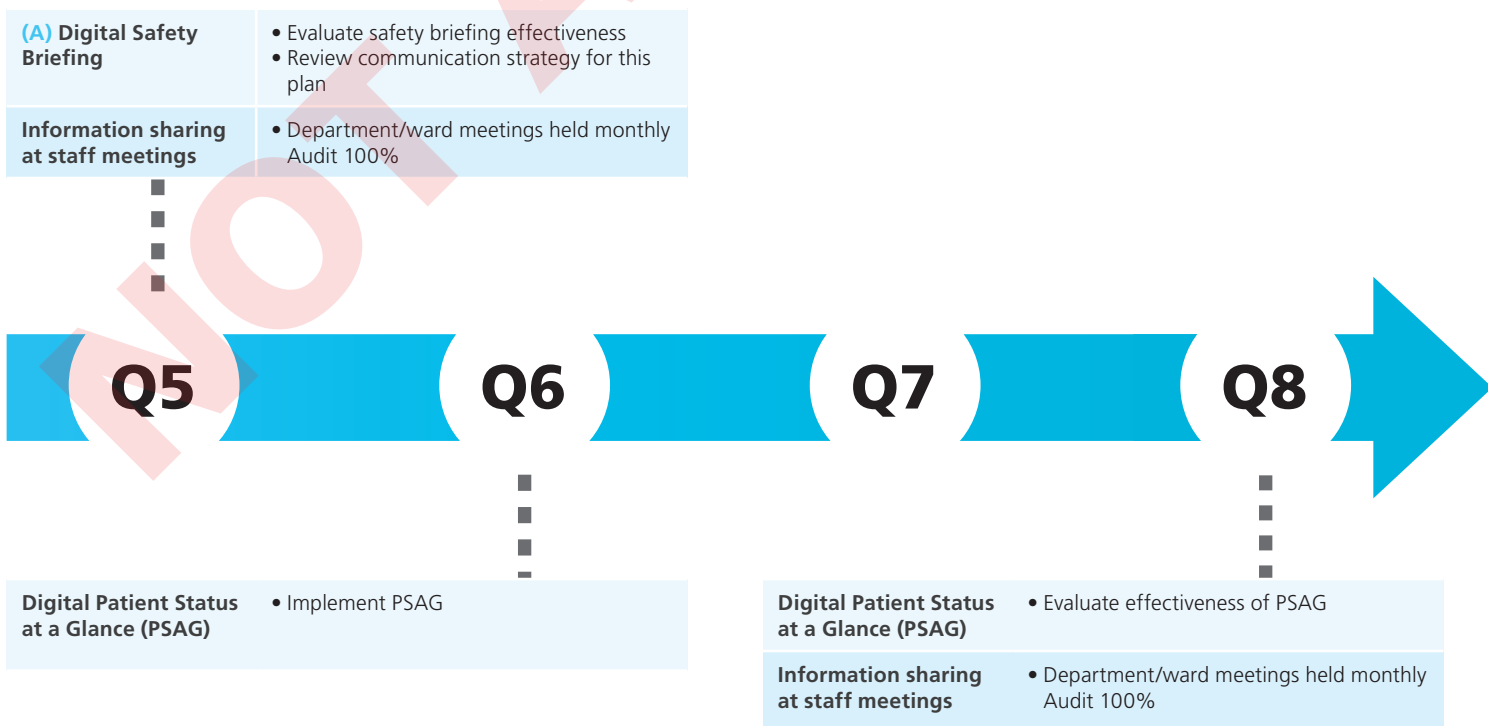 (A) Digital Safety
Briefing
• Evaluate safety briefing effectiveness
• Review communication strategy for this
plan
Information sharing
at staff meetings
• Department/ward meetings held monthly
Audit 100%
Q5
Q6
Q7
Q8
Digital Patient Status
at a Glance (PSAG)
• Implement PSAG
Digital Patient Status
at a Glance (PSAG)
• Evaluate effectiveness of PSAG
Information sharing
at staff meetings
• Department/ward meetings held monthly
Audit 100%
NOT